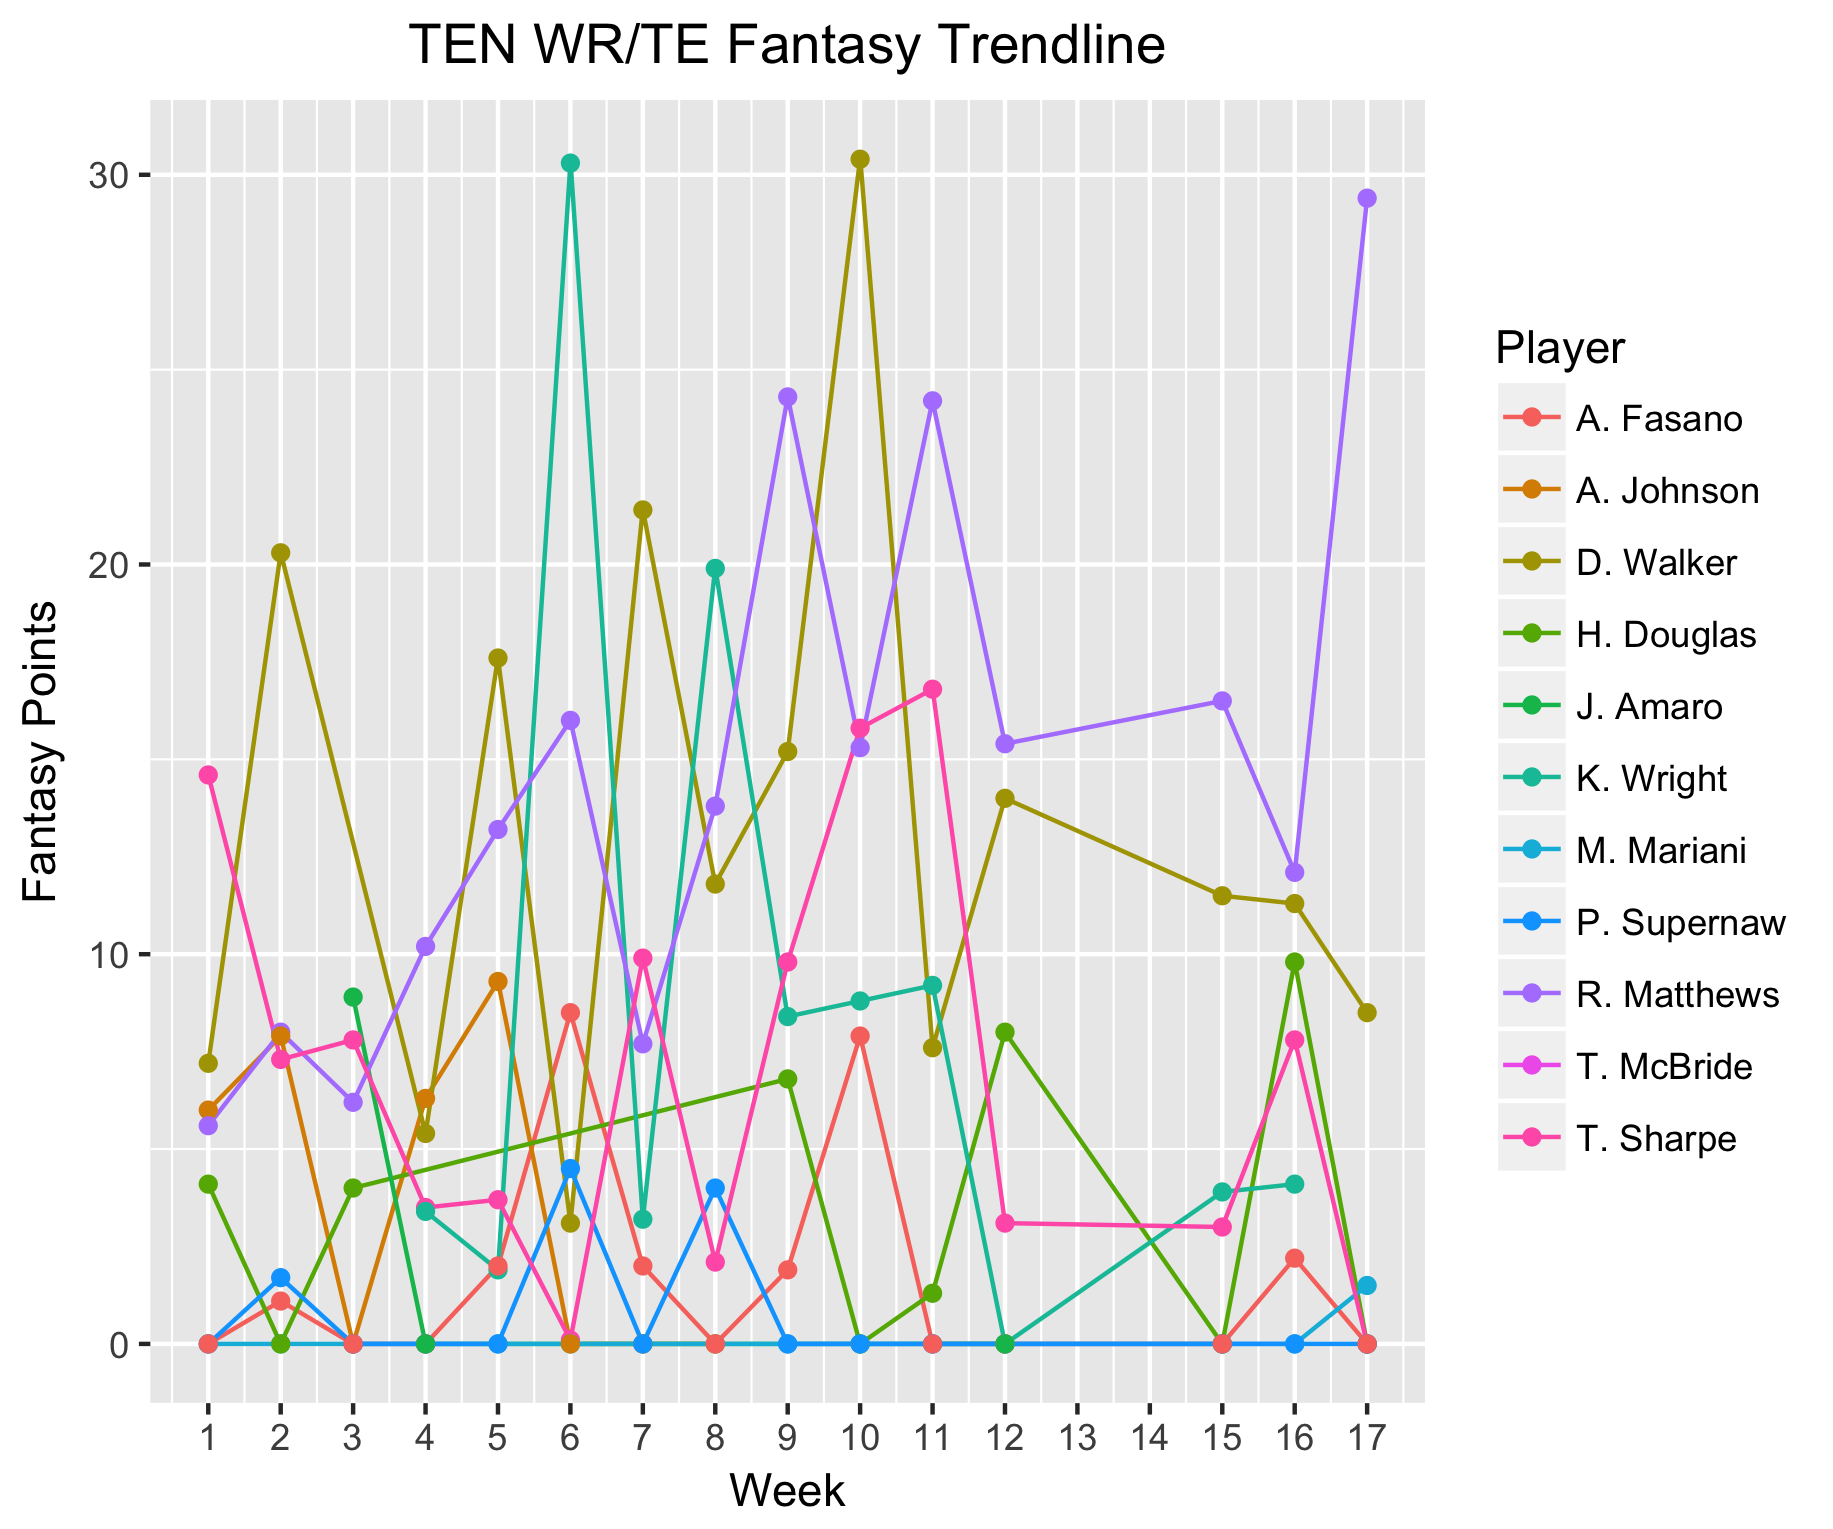 TEN WR/TE Fantasy Trendline
Fantasy Points
30
20
10
0
1 2 3 4 5 6 7 8 9 10 11 12 13 14 15 16 17
Week
Player
A. Fasano
A. Johnson
D. Walker
H. Douglas
J. Amaro
K. Wright
M. Mariani
P. Supernaw
R. Matthews
T. McBride
T. Sharpe